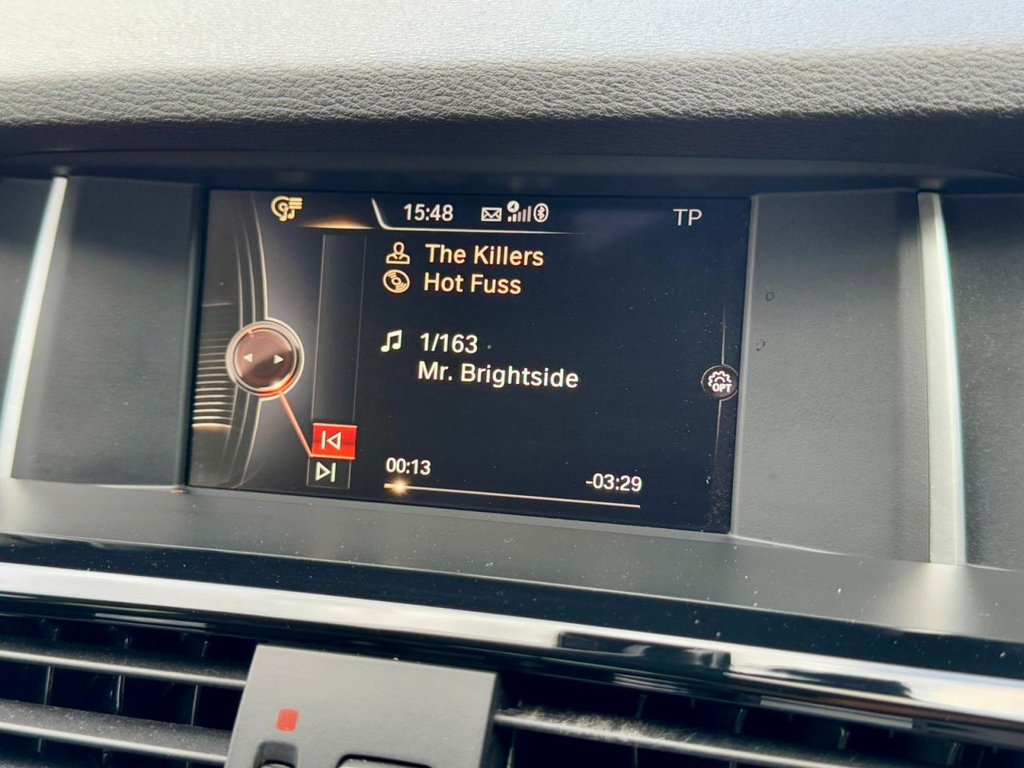 15:48
TP
The Killers
Hot Fuss
1/163
Mr. Brightside
OPT
00:13
-03:29